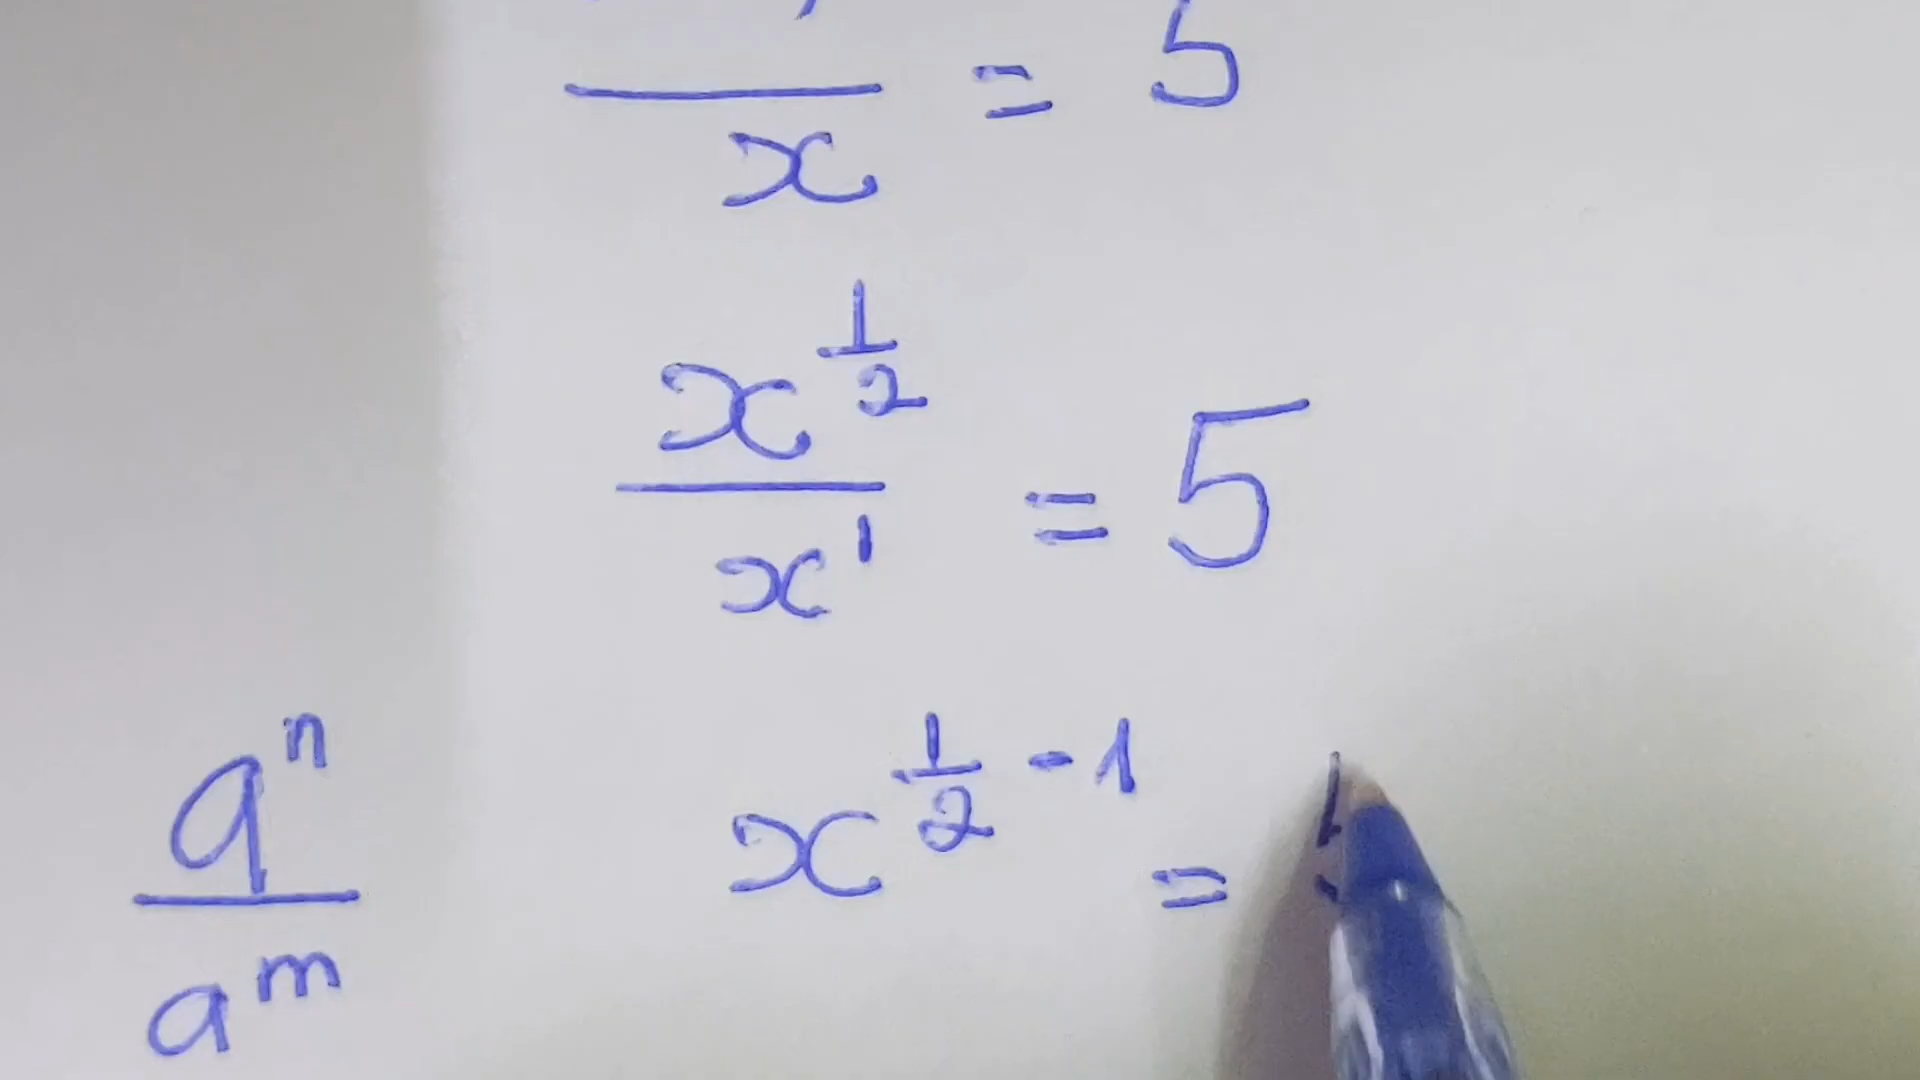 /x = 5
x^(1/2)/x^1 = 5
a^n/a^m
x^(1/2 - 1) =